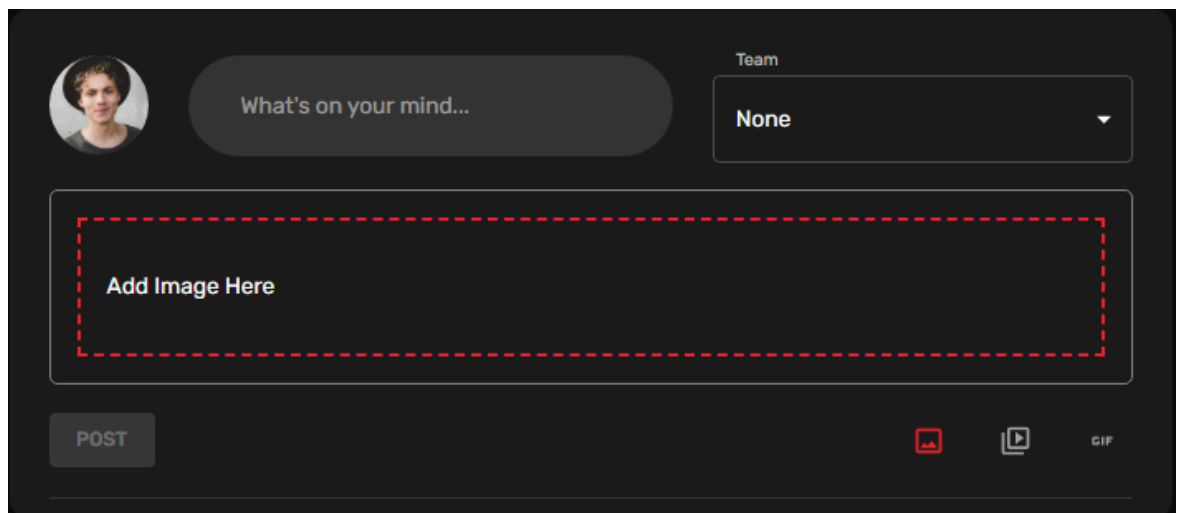 Team
What's on your mind...
None
Add Image Here
POST
GIF